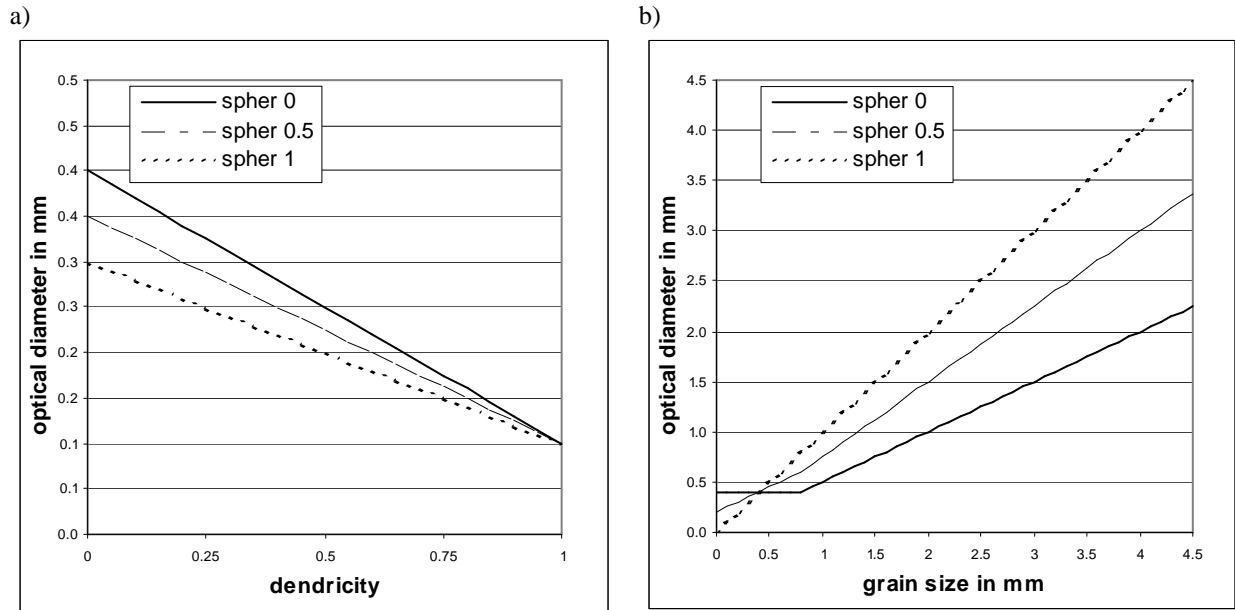 a)
0.5
0.5
0.4
0.4
0.3
0.3
0.2
0.2
0.1
0.1
0.0
optical diameter in mm
spher 0
spher 0.5
spher 1
0 0.25 0.5 0.75 1
dendricity
b)
4.5
4.0
3.5
3.0
2.5
2.0
1.5
1.0
0.5
0.0
optical diameter in mm
spher 0
spher 0.5
spher 1
0 0.5 1 1.5 2 2.5 3 3.5 4 4.5
grain size in mm